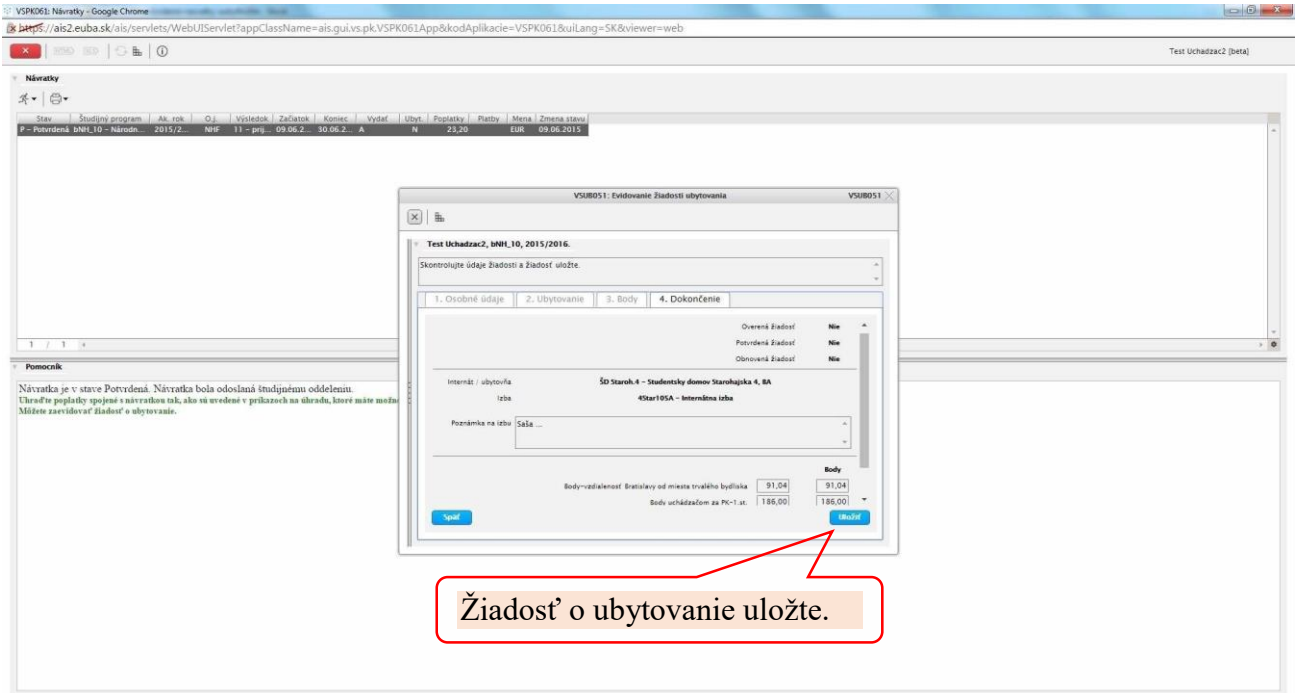 VSPK061: Návratky - Google Chrome
https://ais2.euba.sk/ais/servlets/WebUIServlet?appClassName=ais.gui.vs.pk.VSPK061App&kodAplikacie=VSPK061&uiLang=SK&viewer=web
Test Uchadzac2 [beta]
Návratky
Stav Študijný program Ak. rok O.j. Výsledok Začiatok Koniec Vydať Ubyt. Poplatky Platby Mena Zmena stavu
P – Potvrdená bNH_10 – Národn... 2015/2... NHF 11 – prij... 09.06.2... 30.06.2... A N 23,20 EUR 09.06.2015
VSUB051: Evidovanie žiadosti ubytovania VSUB051
Test Uchadzac2, bNH_10, 2015/2016.
Skontrolujte údaje žiadosti a žiadosť uložte.
1. Osobné údaje 2. Ubytovanie 3. Body 4. Dokončenie
Overená žiadosť Nie
Potvrdená žiadosť Nie
Obnovená žiadosť Nie
1 / 1
Pomocník
Návratka je v stave Potvrdená. Návratka bola odoslaná študijnému oddeleniu.
Uhraďte poplatky spojené s návratkou tak, ako sú uvedené v príkazoch na úhradu, ktoré máte možno
Môžete zaevidovať žiadosť o ubytovanie.
Internát / ubytovňa ŠD Staroh.4 – Studentsky domov Starohajska 4, BA
Izba 4Star105A – Internátna izba
Poznámka na izbu Saša ...
Body
Body-vzdialenosť Bratislavy od miesta trvalého bydliska 91,04 91,04
Body uchádzačom za PK-1.st. 186,00 186,00
Späť Uložiť
Žiadosť o ubytovanie uložte.